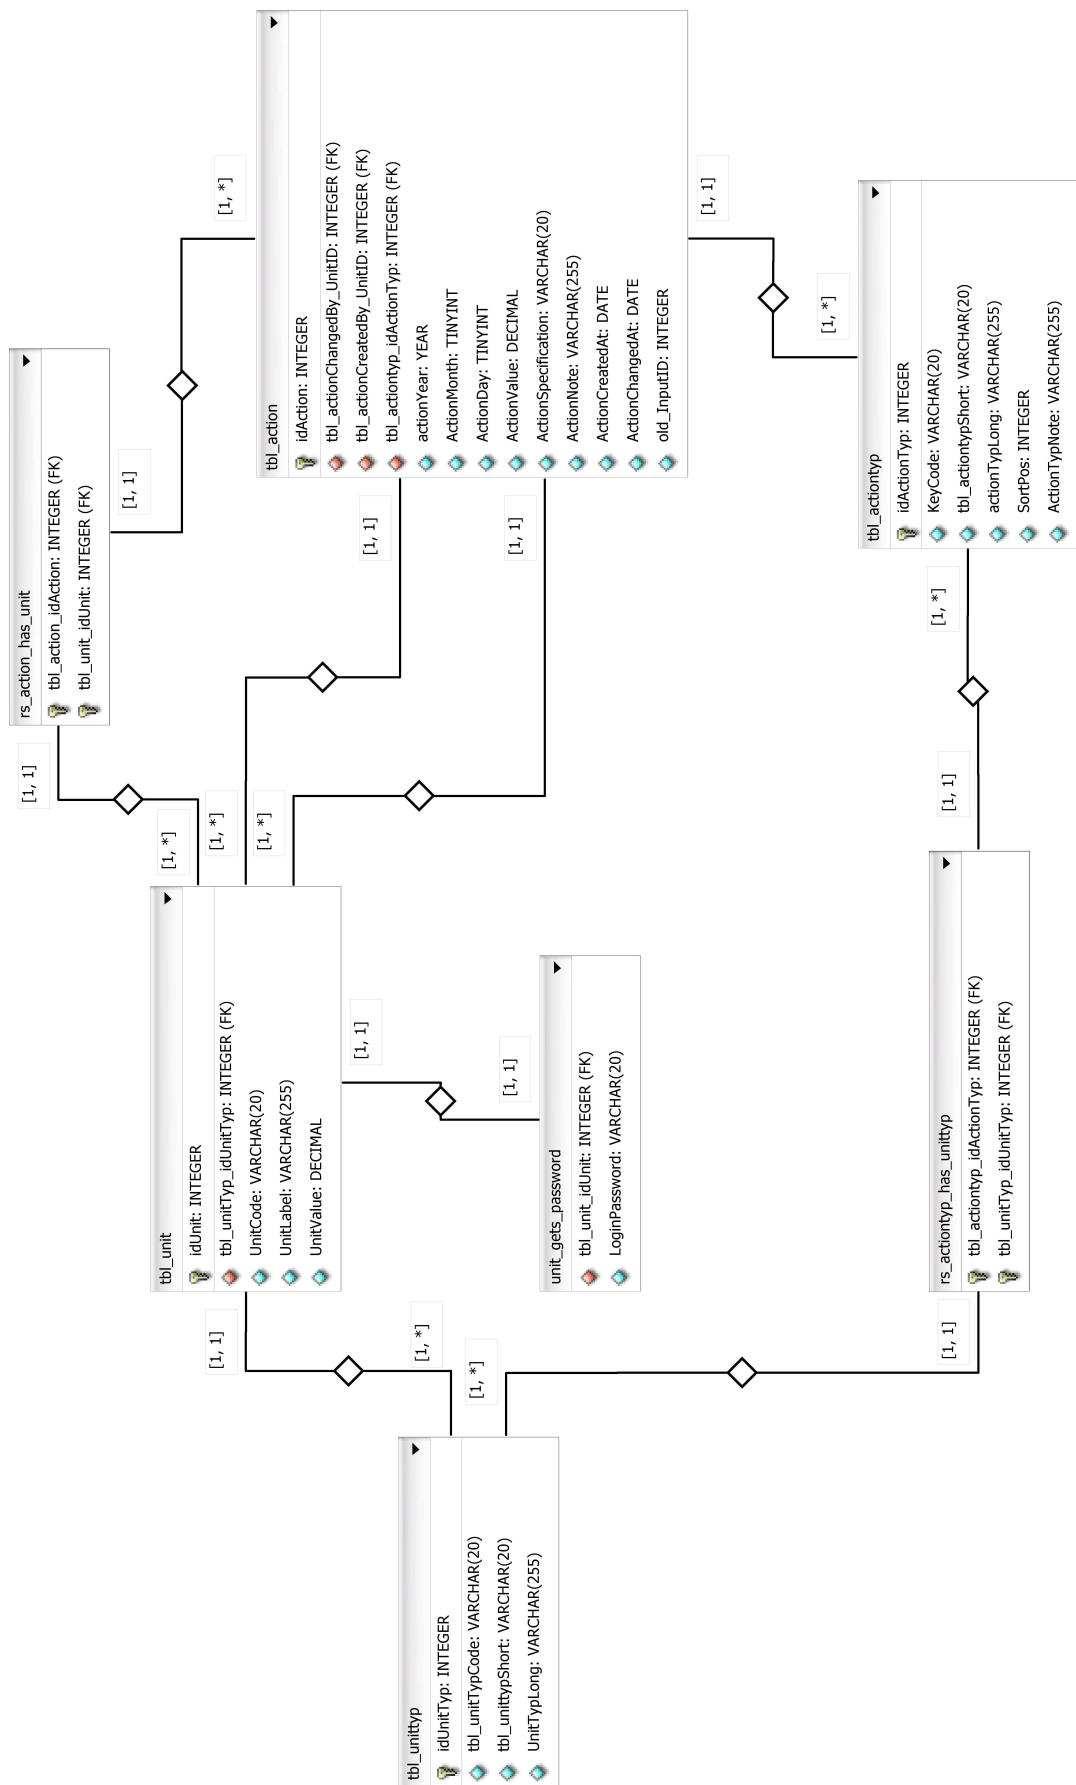 tbl_unittyp
idUnitTyp: INTEGER
tbl_unitTypCode: VARCHAR(20)
tbl_unittypShort: VARCHAR(20)
UnitTypLong: VARCHAR(255)
[1, *]
[1, *]
[1, 1]
[1, 1]
tbl_unit
idUnit: INTEGER
tbl_unitTyp_idUnitTyp: INTEGER (FK)
UnitCode: VARCHAR(20)
UnitLabel: VARCHAR(255)
UnitValue: DECIMAL
[1, 1]
[1, 1]
unit_gets_password
tbl_unit_idUnit: INTEGER (FK)
LoginPassword: VARCHAR(20)
rs_actiontyp_has_unittyp
tbl_actiontyp_idActionTyp: INTEGER (FK)
tbl_unitTyp_idUnitTyp: INTEGER (FK)
[1, *]
[1, *]
[1, *]
[1, 1]
[1, 1]
rs_action_has_unit
tbl_action_idAction: INTEGER (FK)
tbl_unit_idUnit: INTEGER (FK)
[1, 1]
[1, *]
[1, 1]
[1, 1]
tbl_action
idAction: INTEGER
tbl_actionChangedBy_UnitID: INTEGER (FK)
tbl_actionCreatedBy_UnitID: INTEGER (FK)
tbl_actiontyp_idActionTyp: INTEGER (FK)
actionYear: YEAR
ActionMonth: TINYINT
ActionDay: TINYINT
ActionValue: DECIMAL
ActionSpecification: VARCHAR(20)
ActionNote: VARCHAR(255)
ActionCreatedAt: DATE
ActionChangedAt: DATE
old_InputID: INTEGER
[1, 1]
[1, *]
[1, *]
tbl_actiontyp
idActionTyp: INTEGER
KeyCode: VARCHAR(20)
tbl_actiontypShort: VARCHAR(20)
actionTypLong: VARCHAR(255)
SortPos: INTEGER
ActionTypNote: VARCHAR(255)